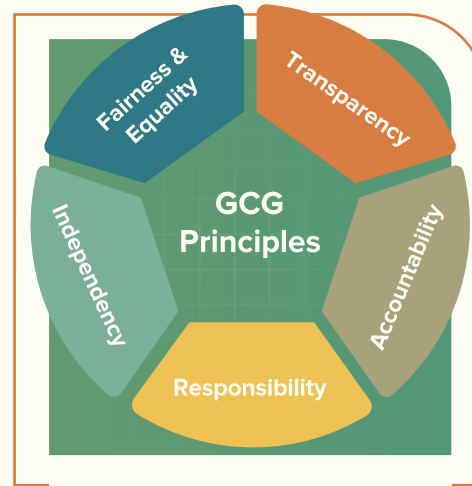 Fairness &
Equality
Transparency
GCG
Principles
Independency
Accountability
Responsibility